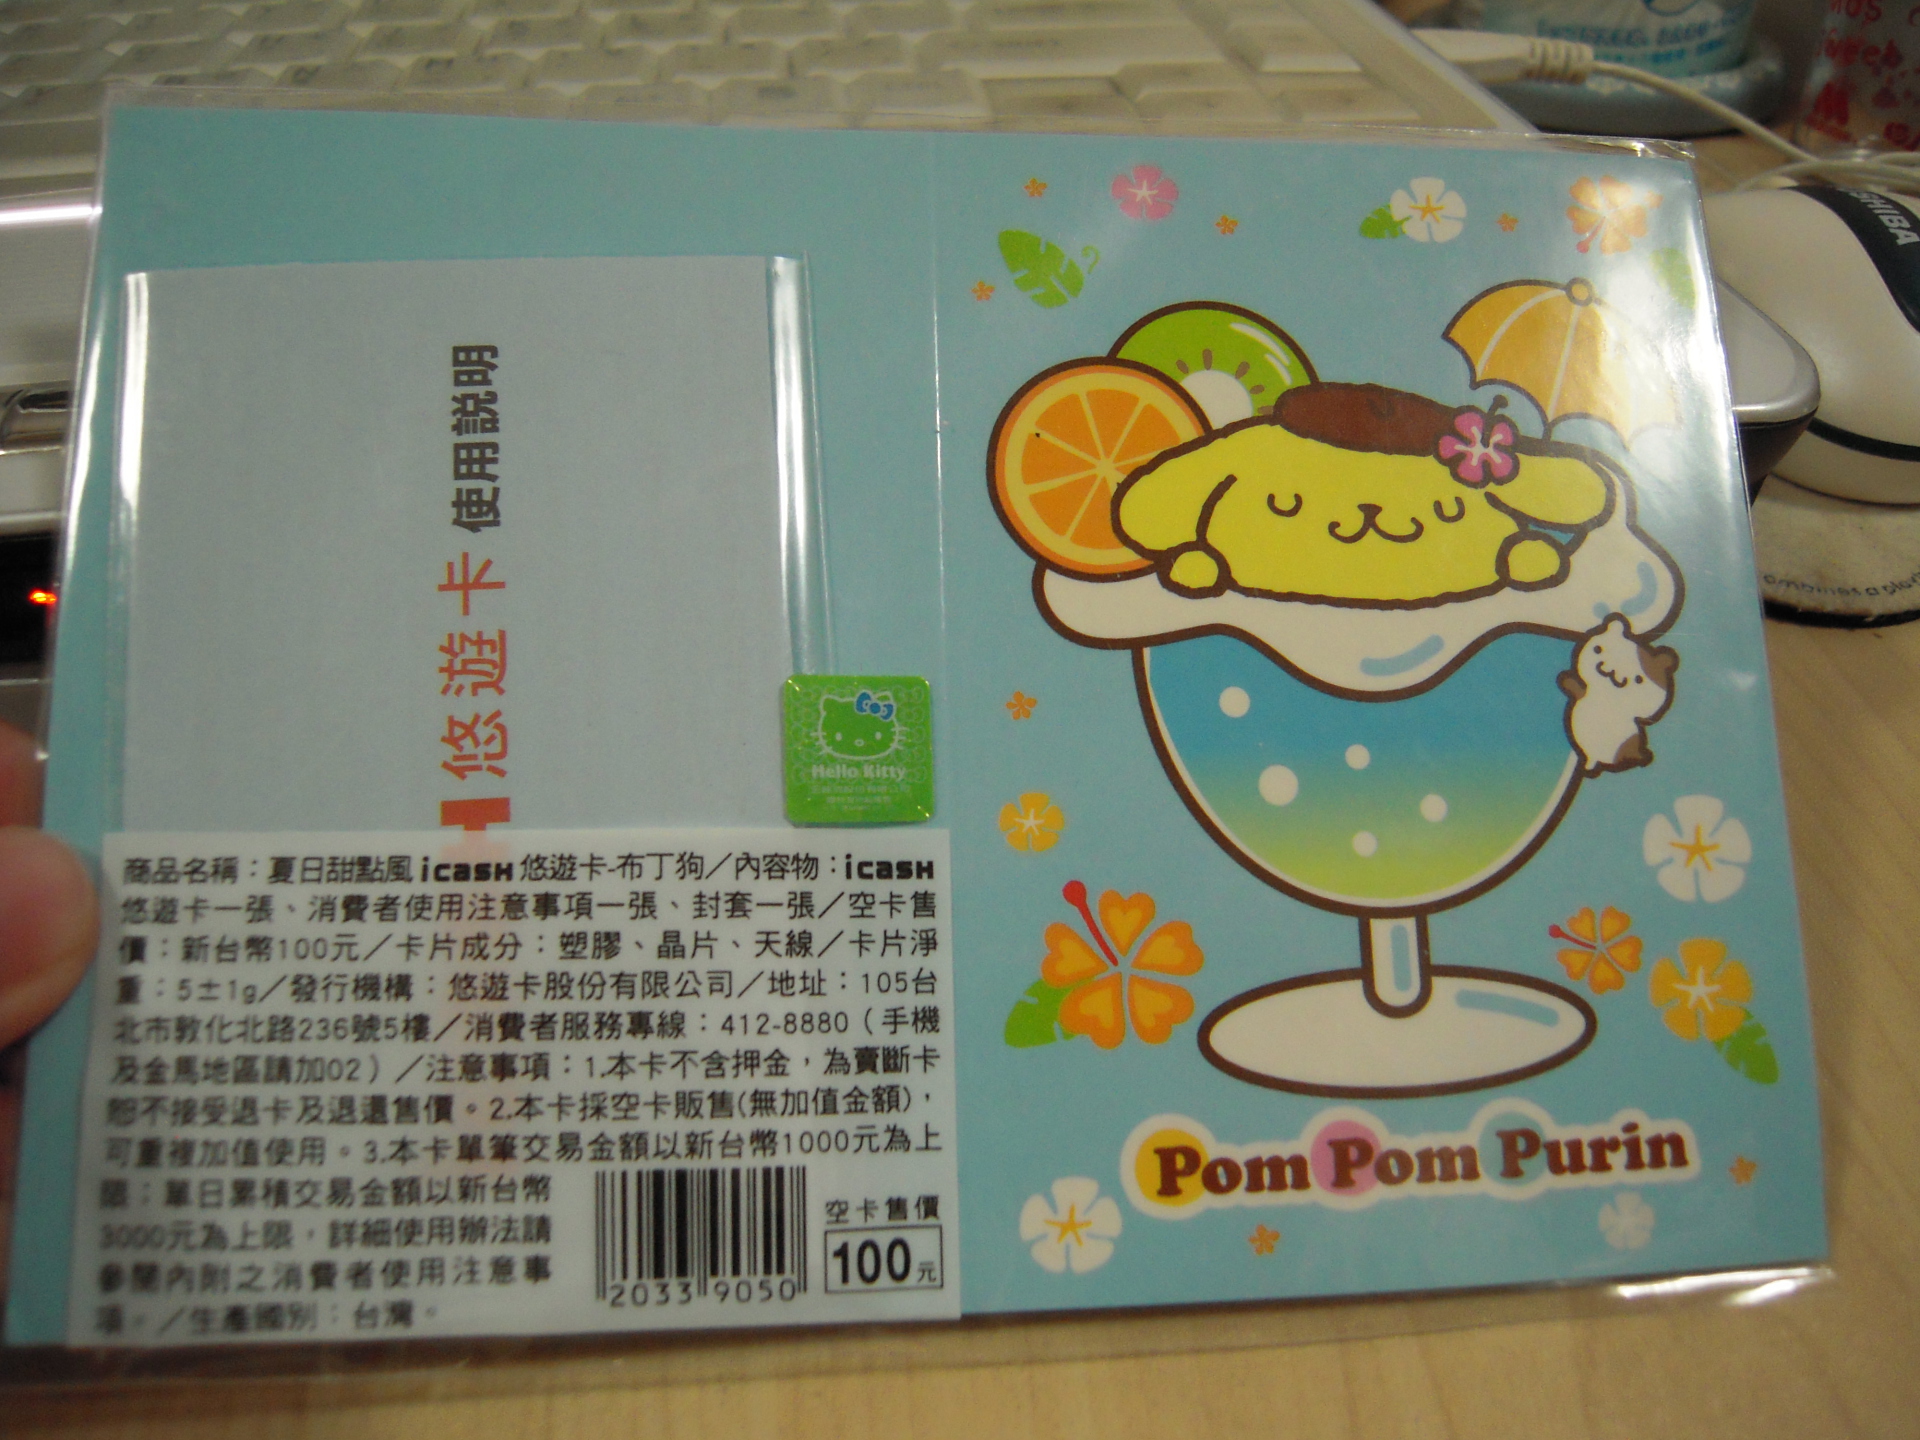 悠遊卡 使用説明
Hello Kitty
商品名稱：夏日甜點風icash悠遊卡-布丁狗／內容物：icash
悠遊卡一張、消費者使用注意事項一張、封套一張／空卡售
價：新台幣100元／卡片成分：塑膠、晶片、天線／卡片淨
重：5±1g／發行機構：悠遊卡股份有限公司／地址：105台
北市敦化北路236號5樓／消費者服務專線：412-8880（手機
及金馬地區請加02）／注意事項：1.本卡不含押金，為賣斷卡
恕不接受退卡及退還售價。2.本卡採空卡販售(無加值金額)，
可重複加值使用。3.本卡單筆交易金額以新台幣1000元為上
限；單日累積交易金額以新台幣
3000元為上限，詳細使用辦法請
參閱內附之消費者使用注意事
項。／生產國別：台灣。
2033 9050
空卡售價
100元
Pom Pom Purin
SHIBA